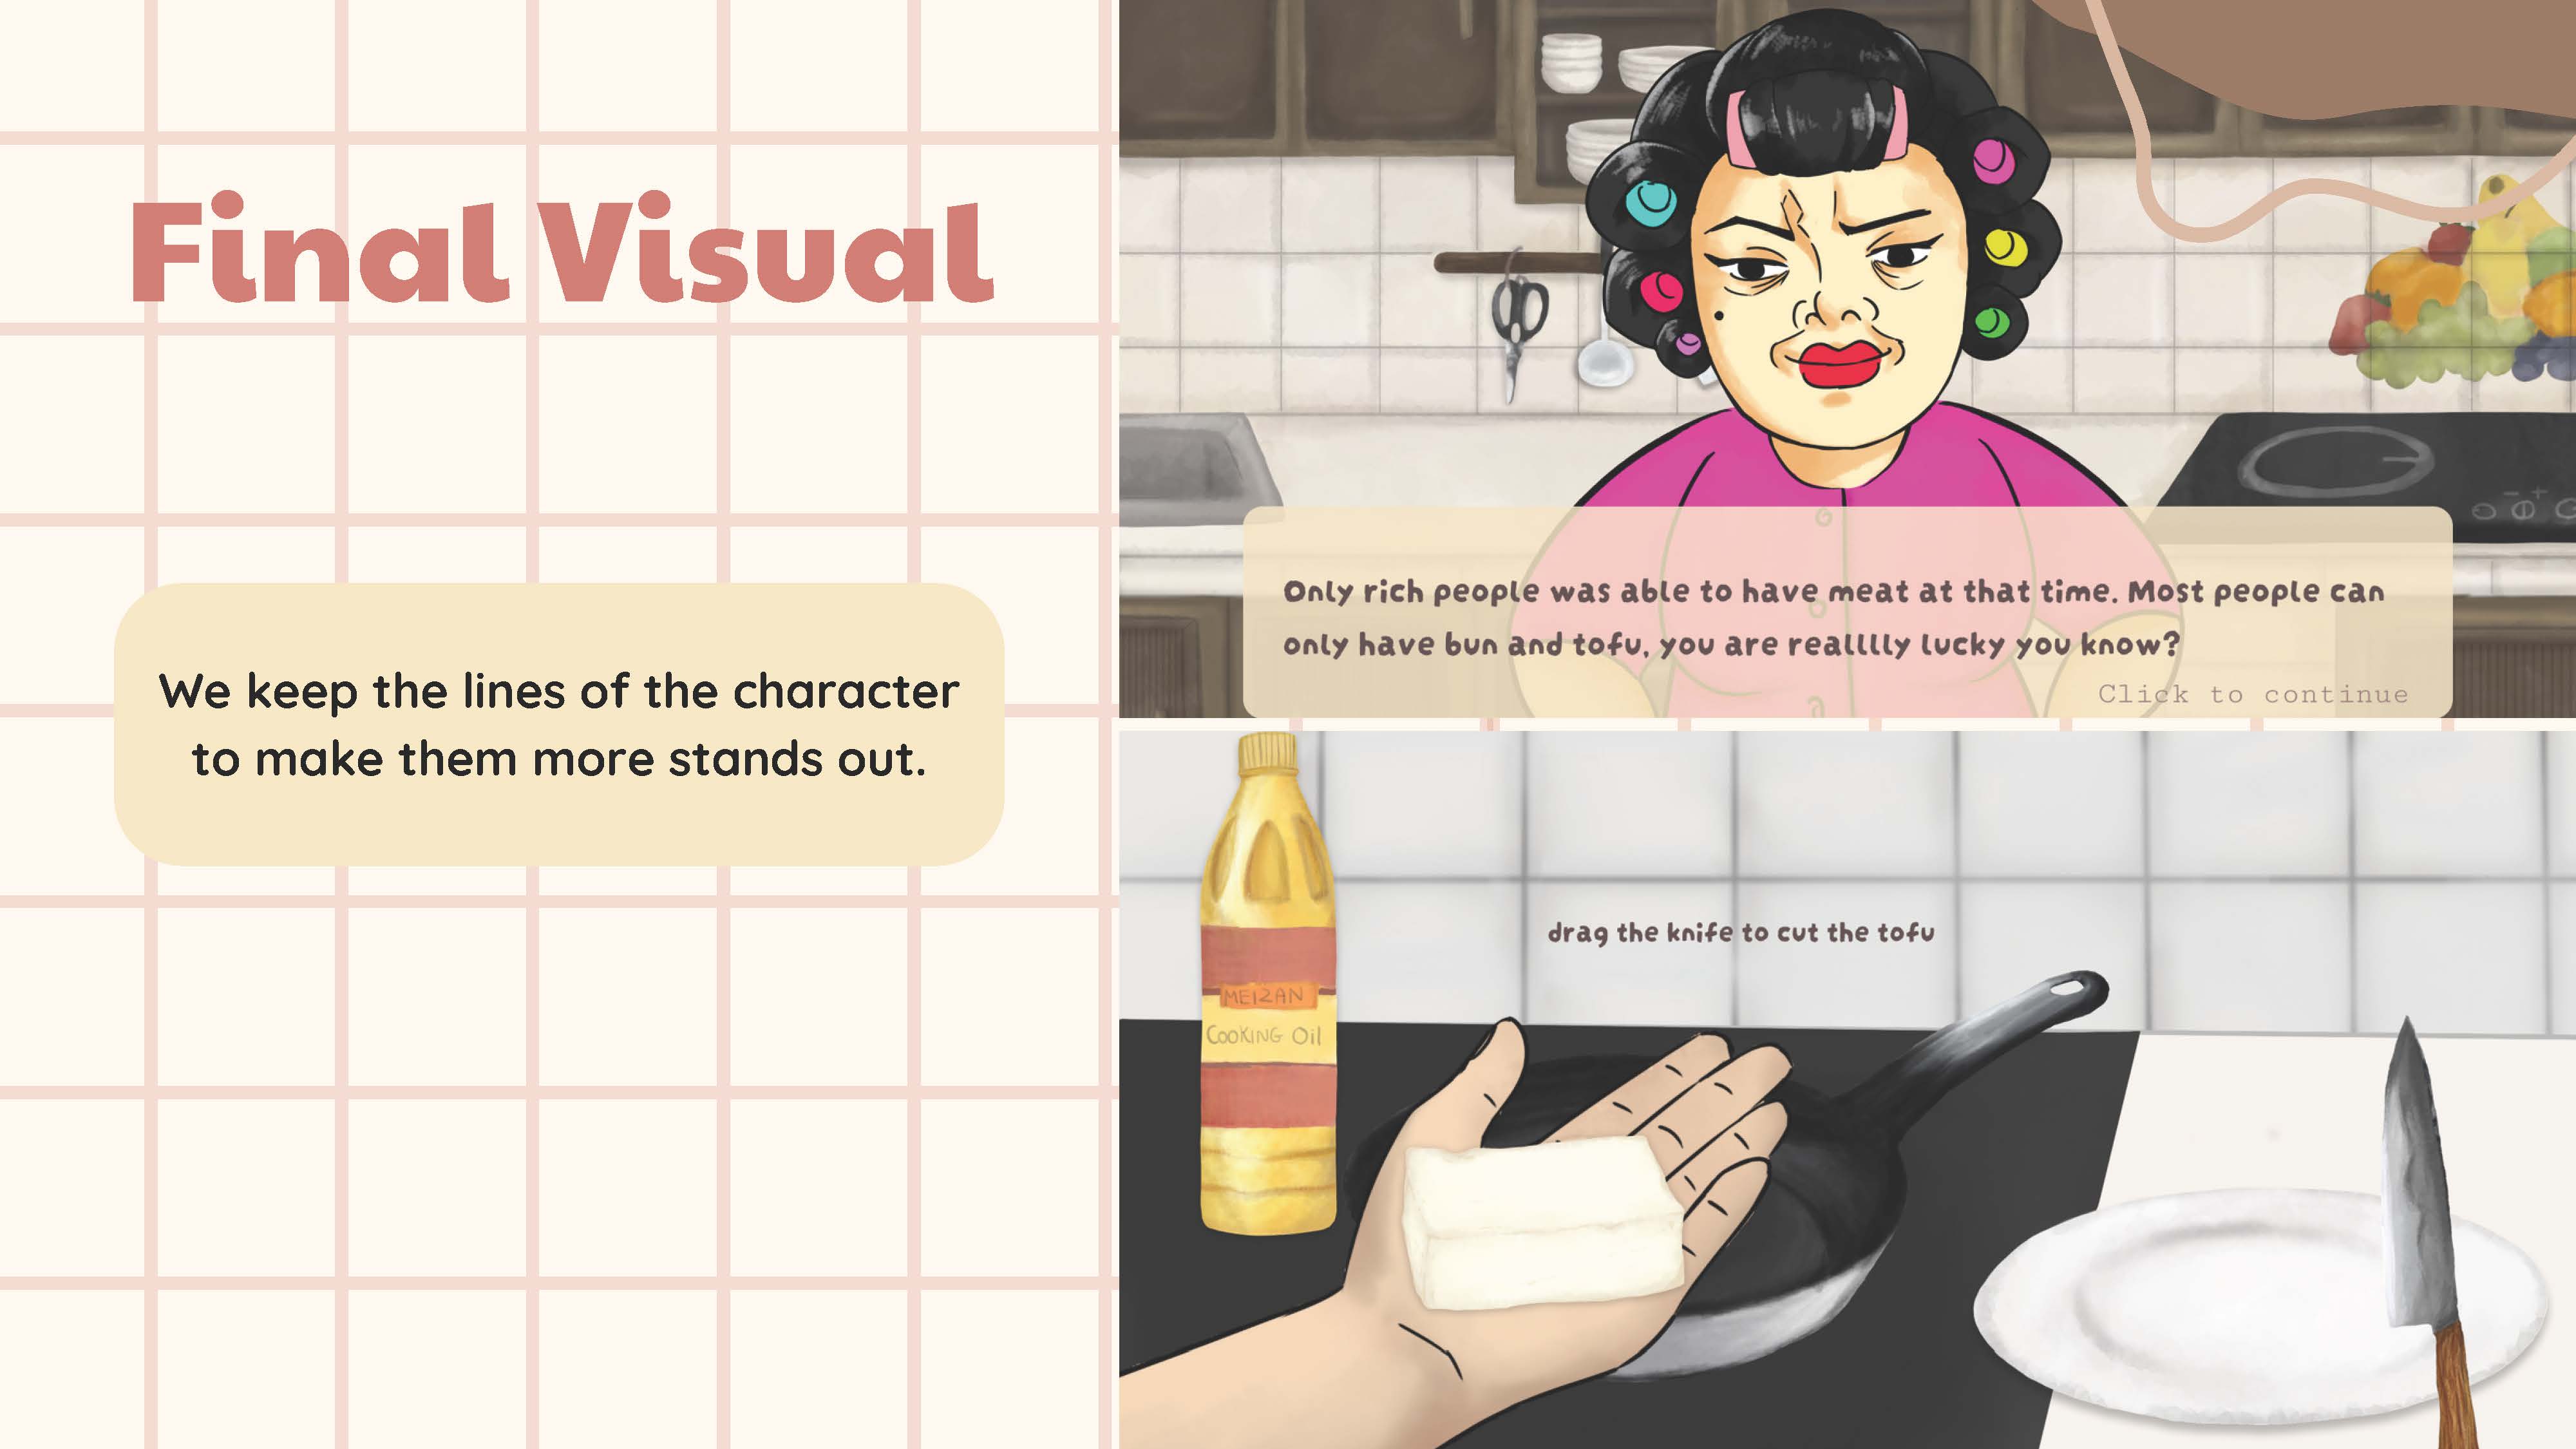 Final Visual
We keep the lines of the character
to make them more stands out.
Only rich people was able to have meat at that time. Most people can
only have bun and tofu, you are realllly lucky you know?
Click to continue
drag the knife to cut the tofu
MEIZAN
COOKING OIl